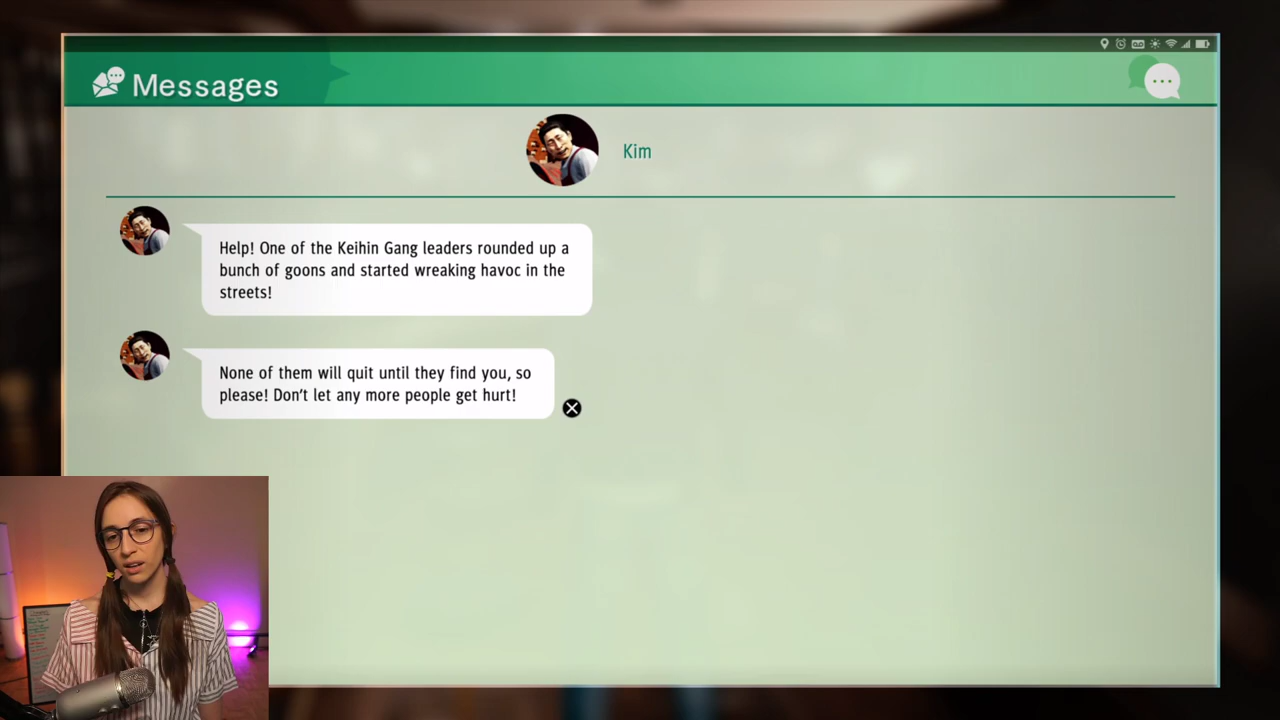 Messages
Kim
Help! One of the Keihin Gang leaders rounded up a
bunch of goons and started wreaking havoc in the
streets!
None of them will quit until they find you, so
please! Don't let any more people get hurt!